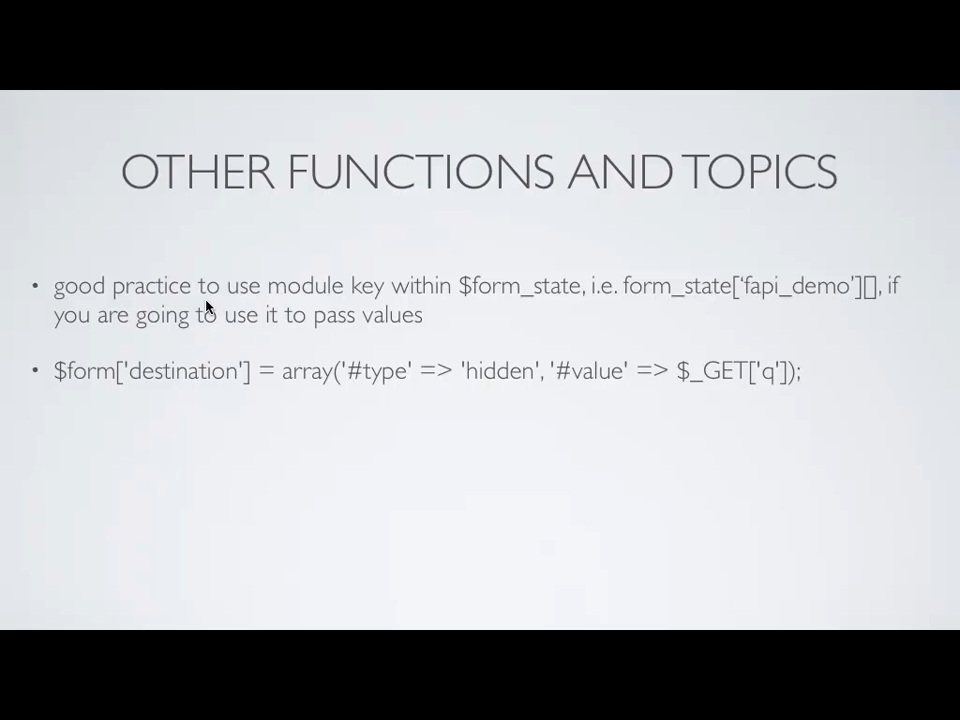 OTHER FUNCTIONS AND TOPICS
• good practice to use module key within $form_state, i.e. form_state[‘fapi_demo’][], if
you are going to use it to pass values
• $form['destination'] = array('#type' => 'hidden', '#value' => $_GET['q']);